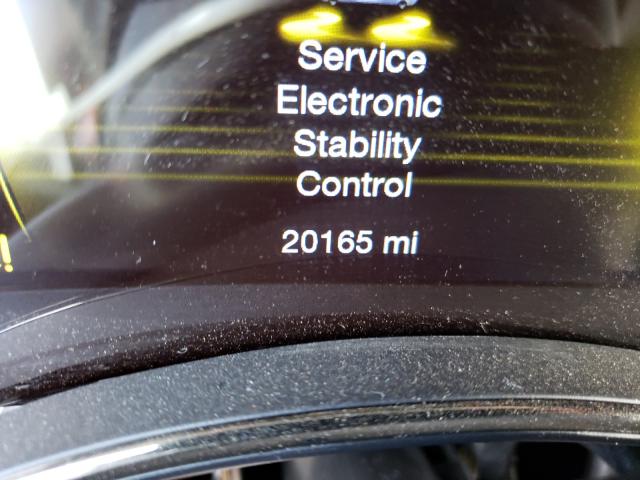 Service
Electronic
Stability
Control
20165 mi
!